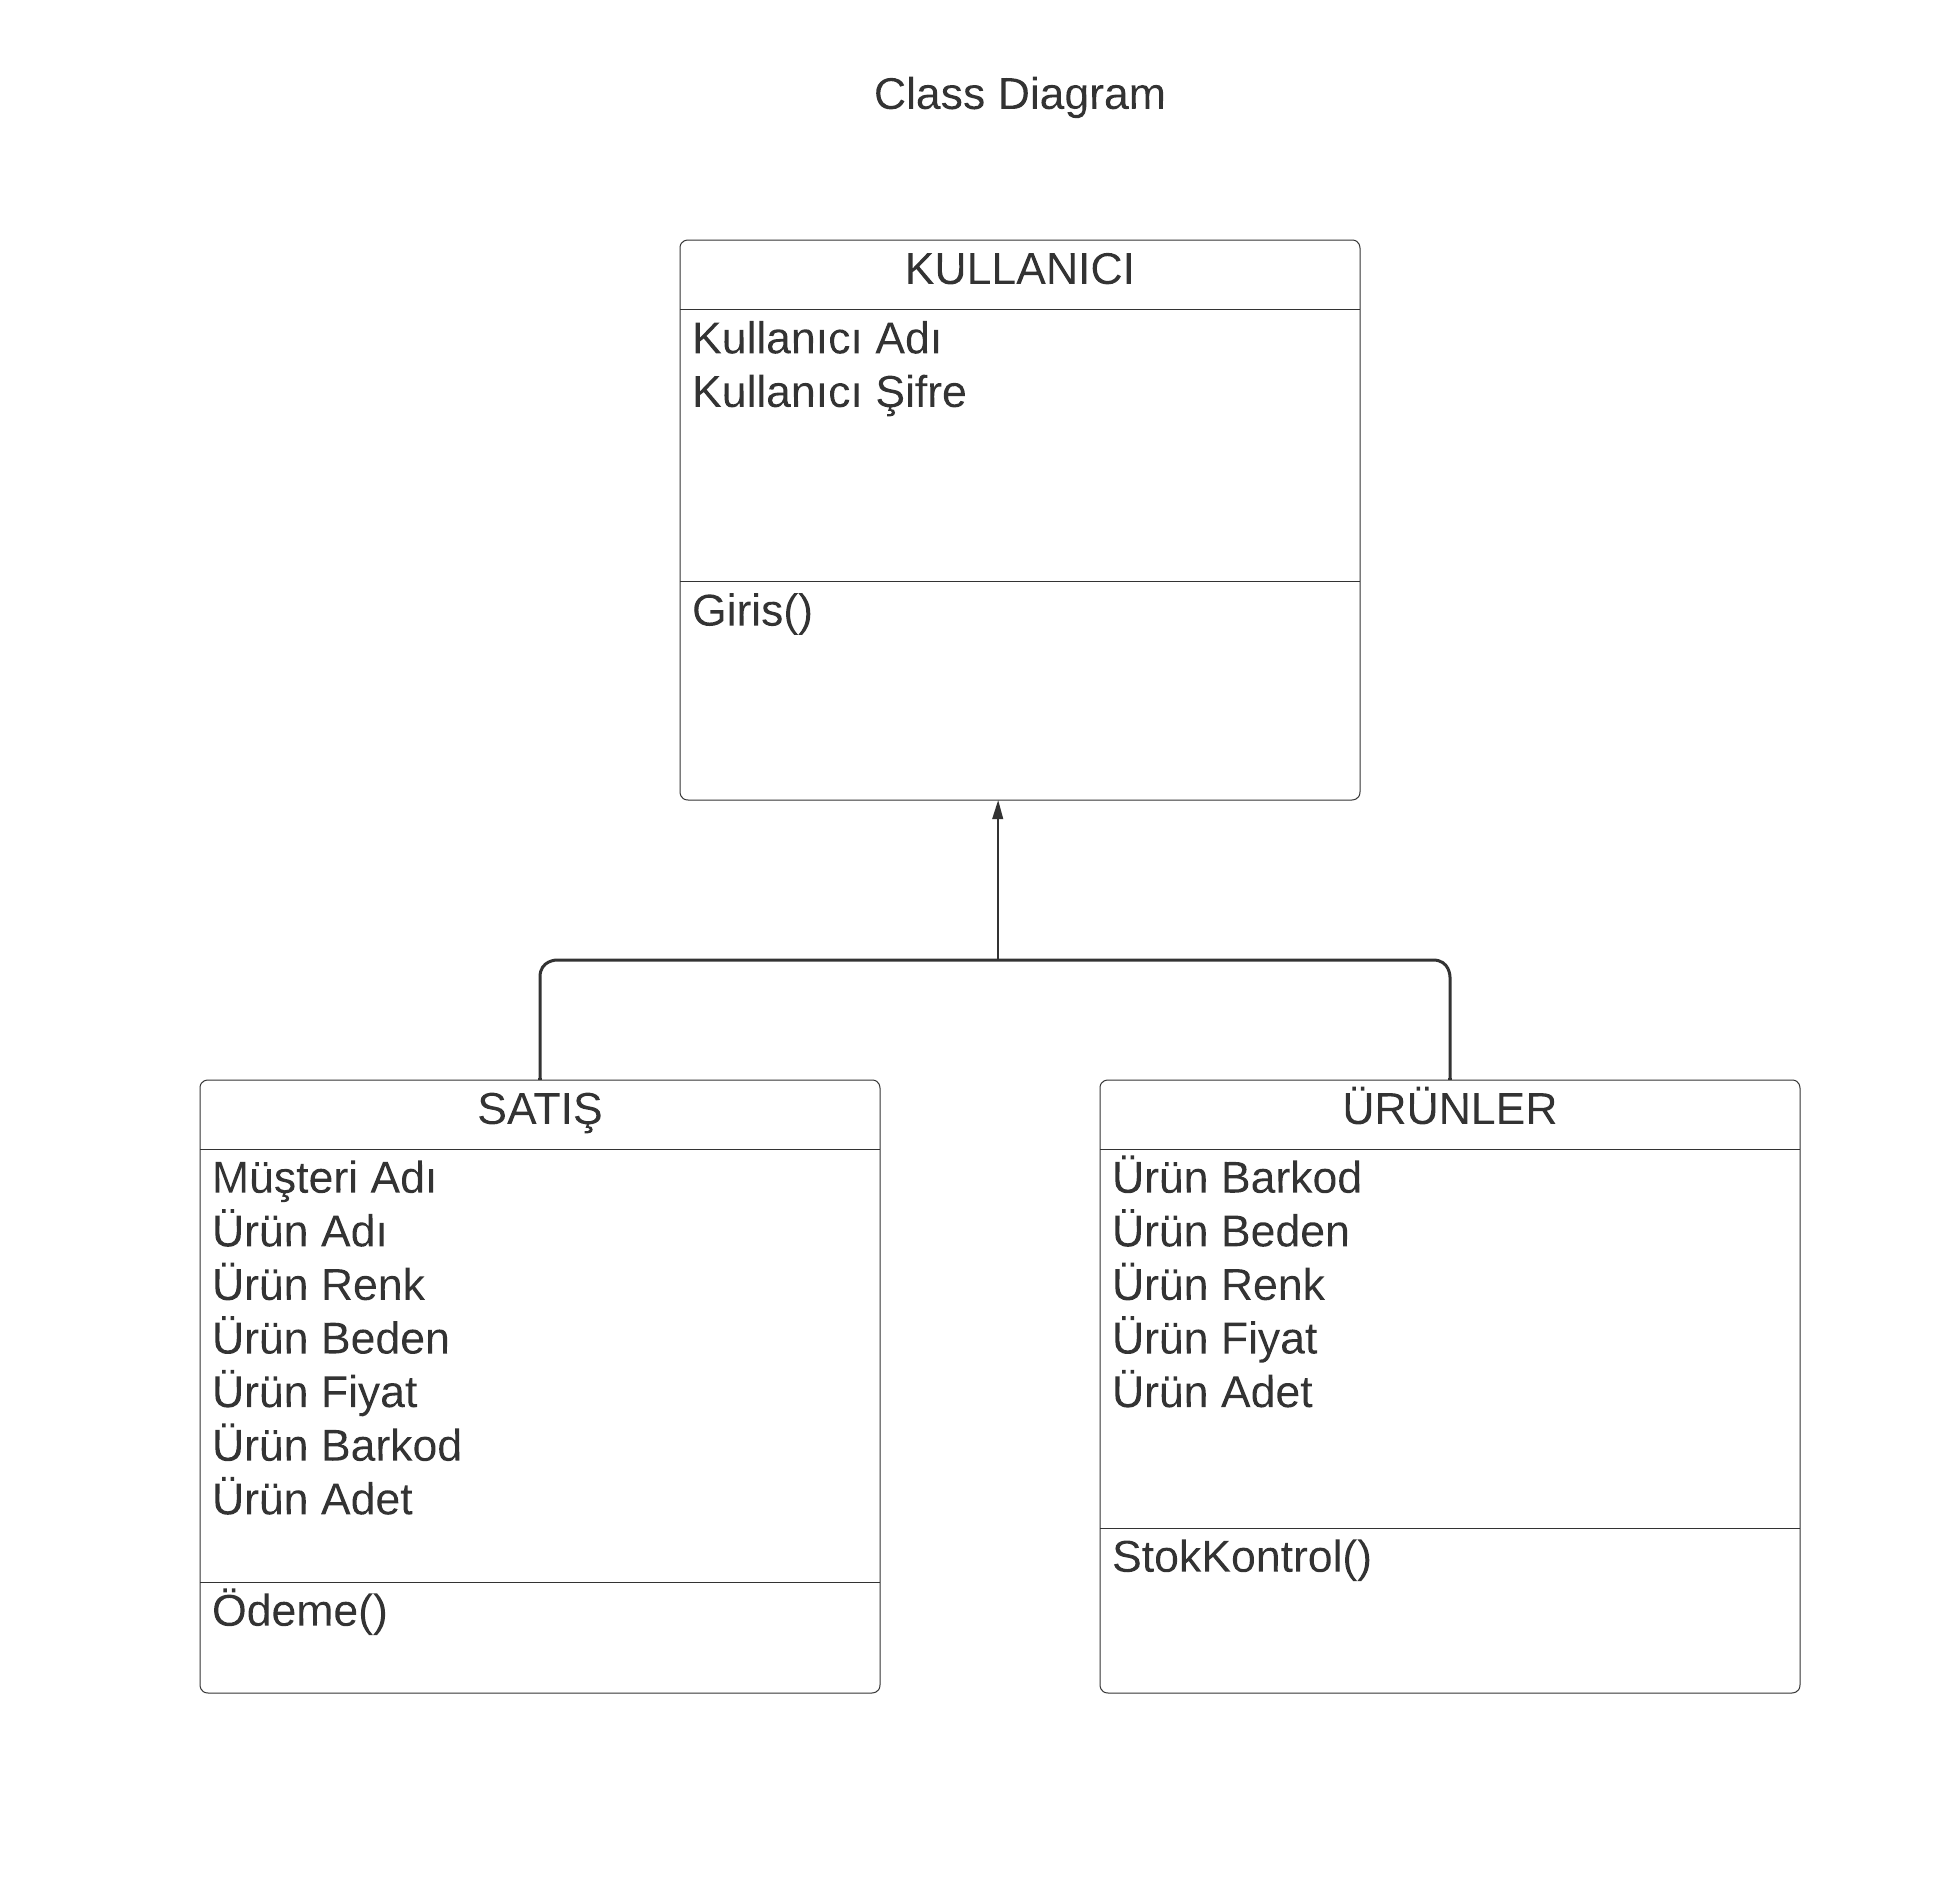 Class Diagram
KULLANICI
Kullanıcı Adı
Kullanıcı Şifre
Giris()
SATIŞ
Müşteri Adı
Ürün Adı
Ürün Renk
Ürün Beden
Ürün Fiyat
Ürün Barkod
Ürün Adet
Ödeme()
ÜRÜNLER
Ürün Barkod
Ürün Beden
Ürün Renk
Ürün Fiyat
Ürün Adet
StokKontrol()